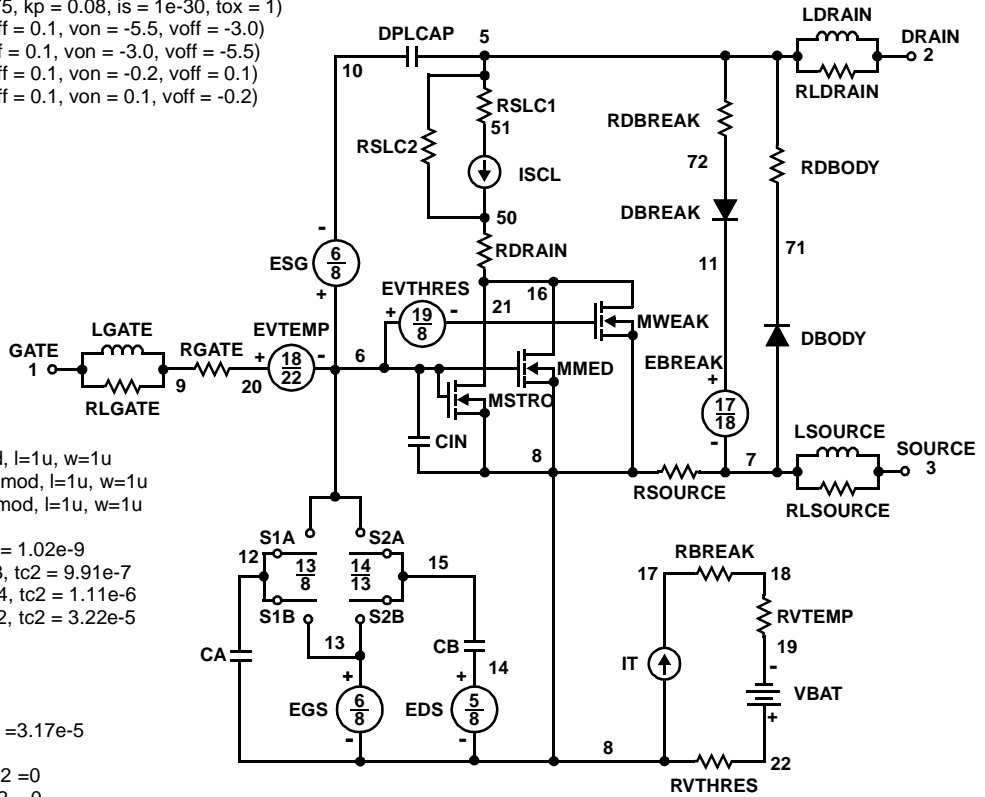 5, kp = 0.08, is = 1e-30, tox = 1)
off = 0.1, von = -5.5, voff = -3.0)
ff = 0.1, von = -3.0, voff = -5.5)
ff = 0.1, von = -0.2, voff = 0.1)
ff = 0.1, von = 0.1, voff = -0.2)
DPLCAP
5
10
LDRAIN
DRAIN
2
RLDRAIN
RSLC1
51
RSLC2
ISCL
RDBREAK
72
RDBODY
50
DBREAK
RDRAIN
71
11
ESG
6
8
-
+
EVTHRES
+
19
8
-
16
21
MWEAK
LGATE
GATE
1
RLGATE
9
RGATE
20
EVTEMP
+
18
22
-
6
MMED
EBREAK
+
17
18
-
DBODY
MSTRO
CIN
8
LSOURCE
7
SOURCE
3
RSOURCE
RLSOURCE
d, l=1u, w=1u
mod, l=1u, w=1u
mod, l=1u, w=1u
= 1.02e-9
3, tc2 = 9.91e-7
4, tc2 = 1.11e-6
2, tc2 = 3.22e-5
=3.17e-5
2 =0
S1A
S2A
12
13
8
14
13
15
S1B
S2B
13
CA
CB
14
+
EGS
6
8
-
+
EDS
5
8
-
8
RBREAK
17
18
RVTEMP
19
IT
-
VBAT
+
22
RVTHRES